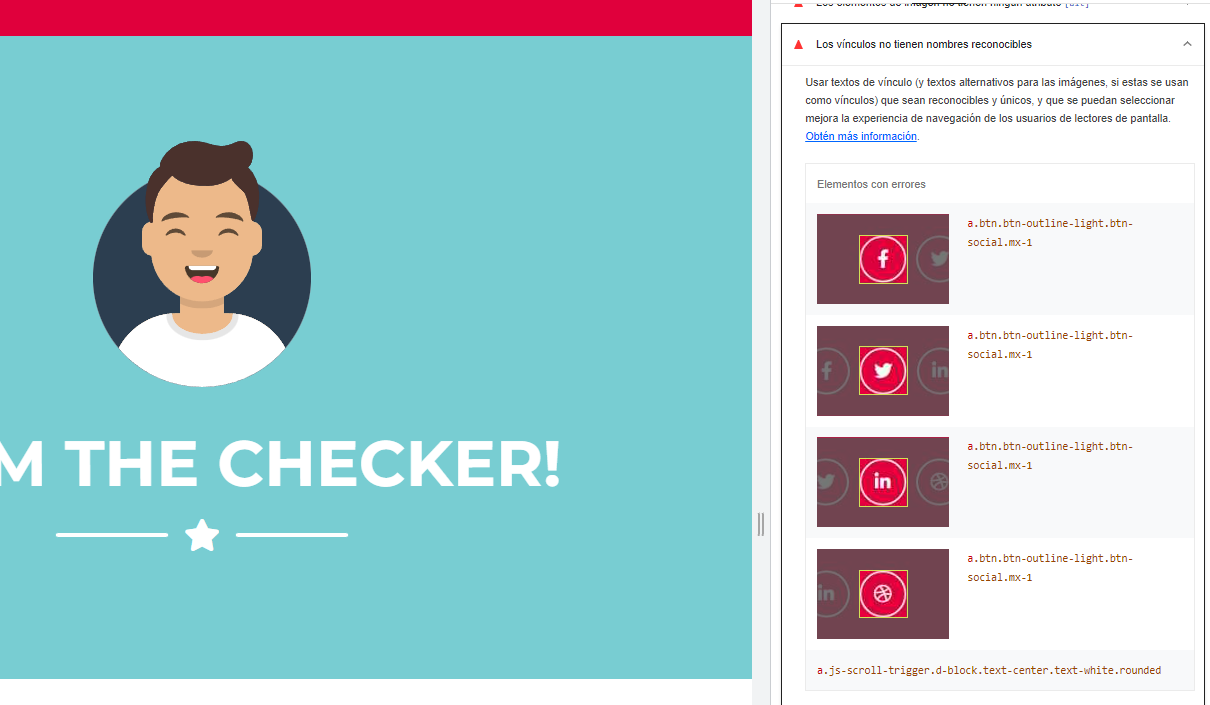 Los elementos de imagen no tienen ningún atributo [alt]
Los vínculos no tienen nombres reconocibles
Usar textos de vínculo (y textos alternativos para las imágenes, si estas se usan
como vínculos) que sean reconocibles y únicos, y que se puedan seleccionar
mejora la experiencia de navegación de los usuarios de lectores de pantalla.
Obtén más información.
Elementos con errores
a.btn.btn-outline-light.btn-
social.mx-1
a.btn.btn-outline-light.btn-
social.mx-1
a.btn.btn-outline-light.btn-
social.mx-1
a.btn.btn-outline-light.btn-
social.mx-1
a.js-scroll-trigger.d-block.text-center.text-white.rounded
M THE CHECKER!